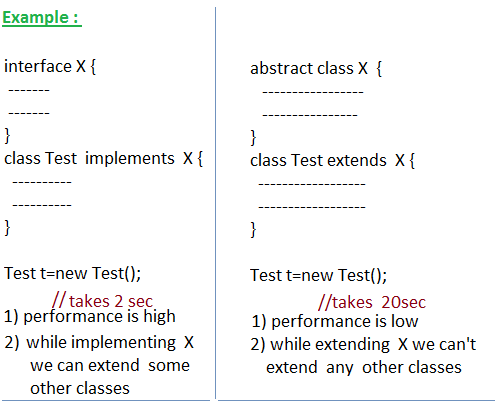 Example :
interface X {
-------
-------
}
class Test implements X {
----------
----------
}
Test t=new Test();
// takes 2 sec
1) performance is high
2) while implementing X
we can extend some
other classes
abstract class X {
-----------------
----------------
}
class Test extends X {
------------------
------------------
}
Test t=new Test();
//takes 20sec
1) performance is low
2) while extending X we can't
extend any other classes